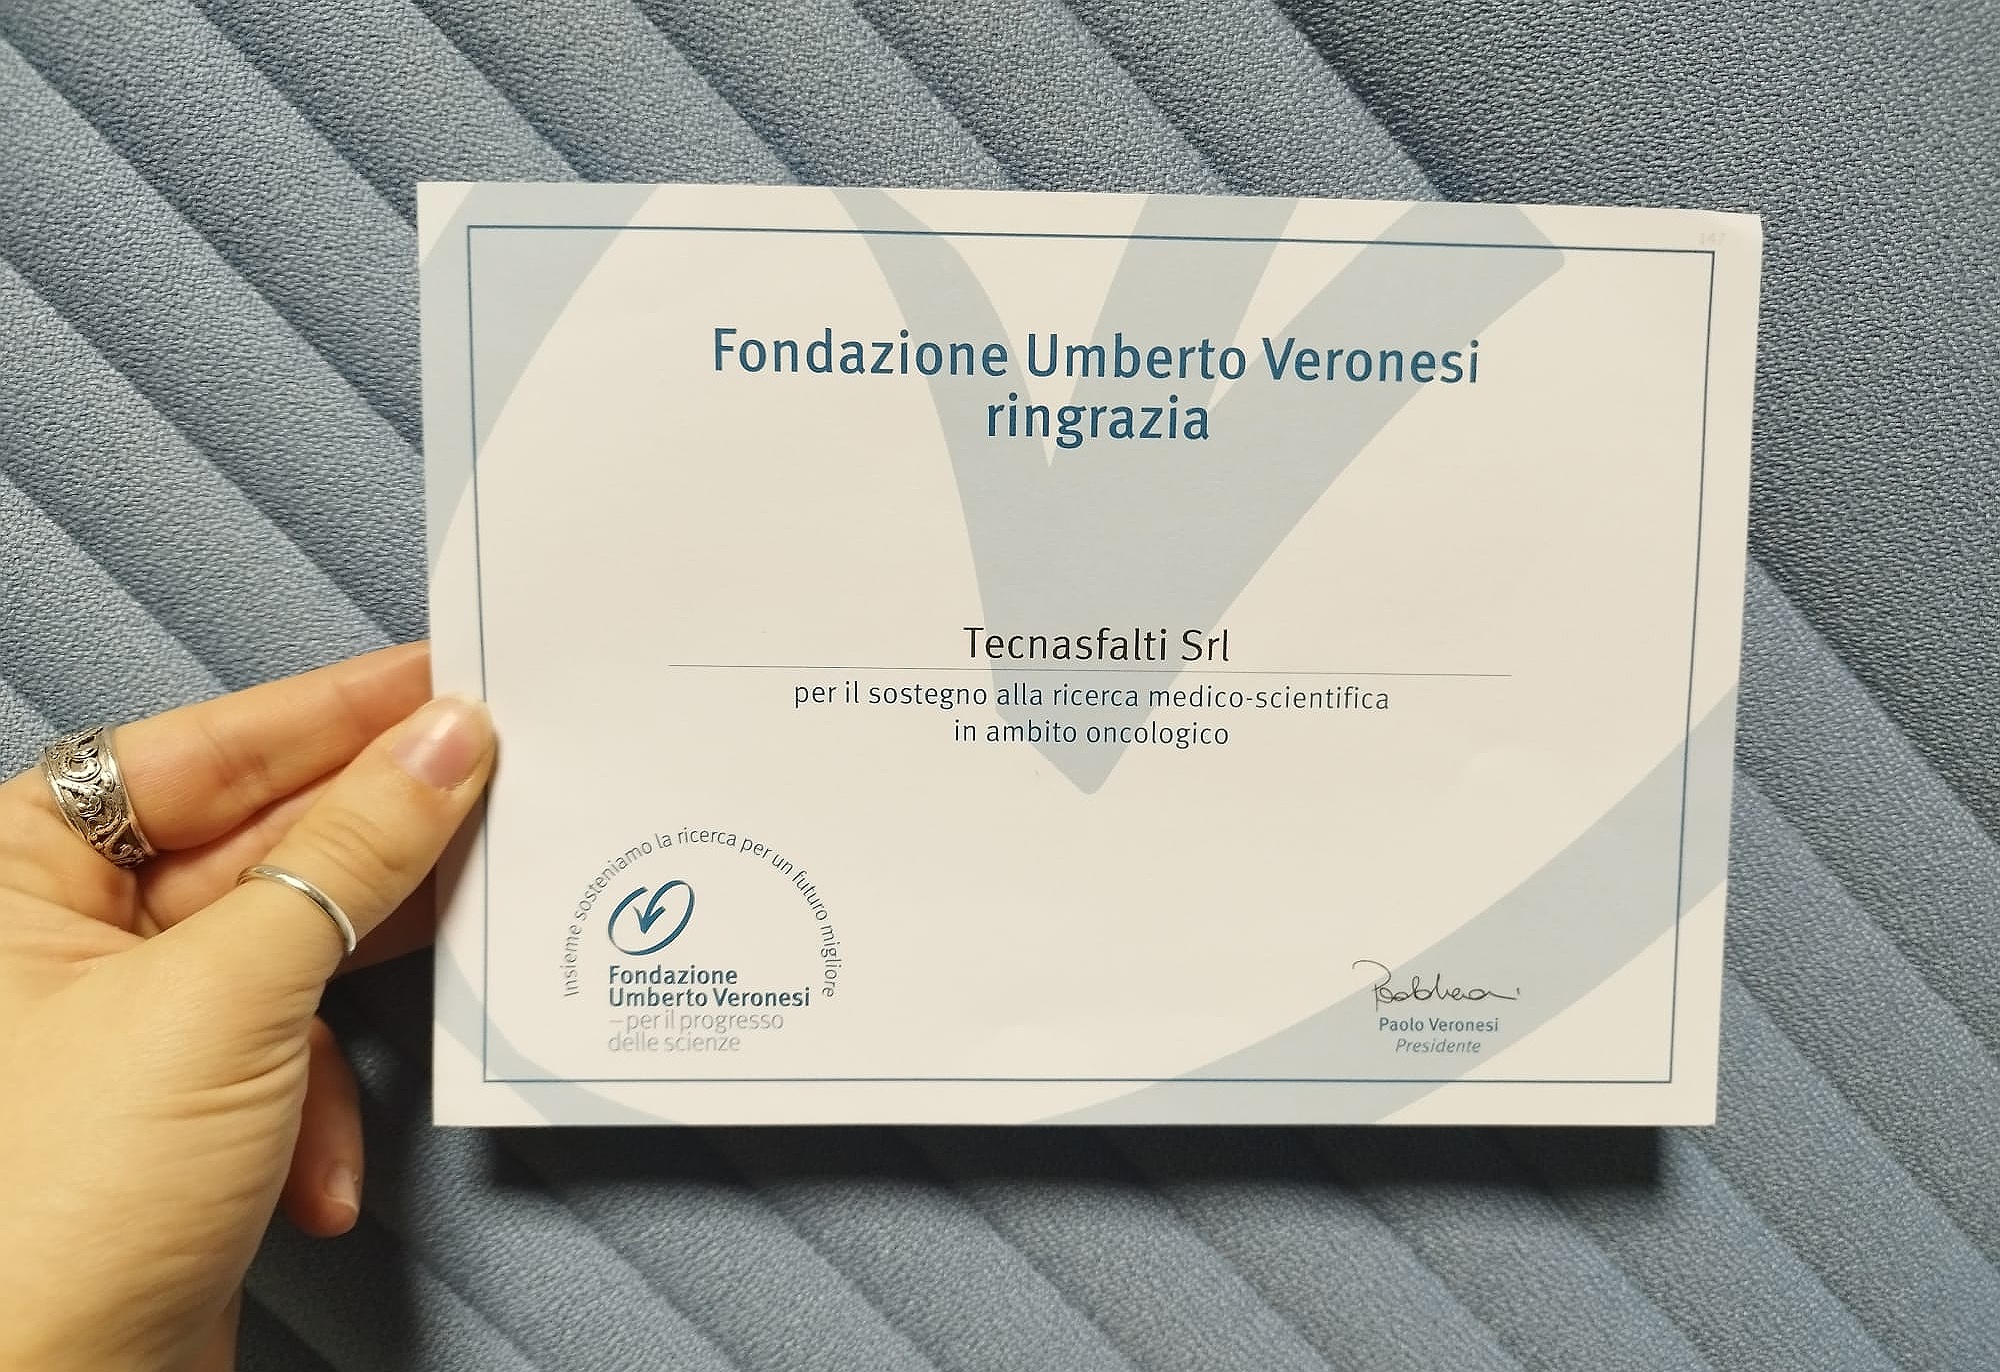 147
Fondazione Umberto Veronesi
ringrazia
Tecnasfalti Srl
per il sostegno alla ricerca medico-scientifica
in ambito oncologico
Insieme sosteniamo la ricerca per un futuro migliore
Fondazione
Umberto Veronesi
– per il progresso
delle scienze
Paolo Veronesi
Presidente